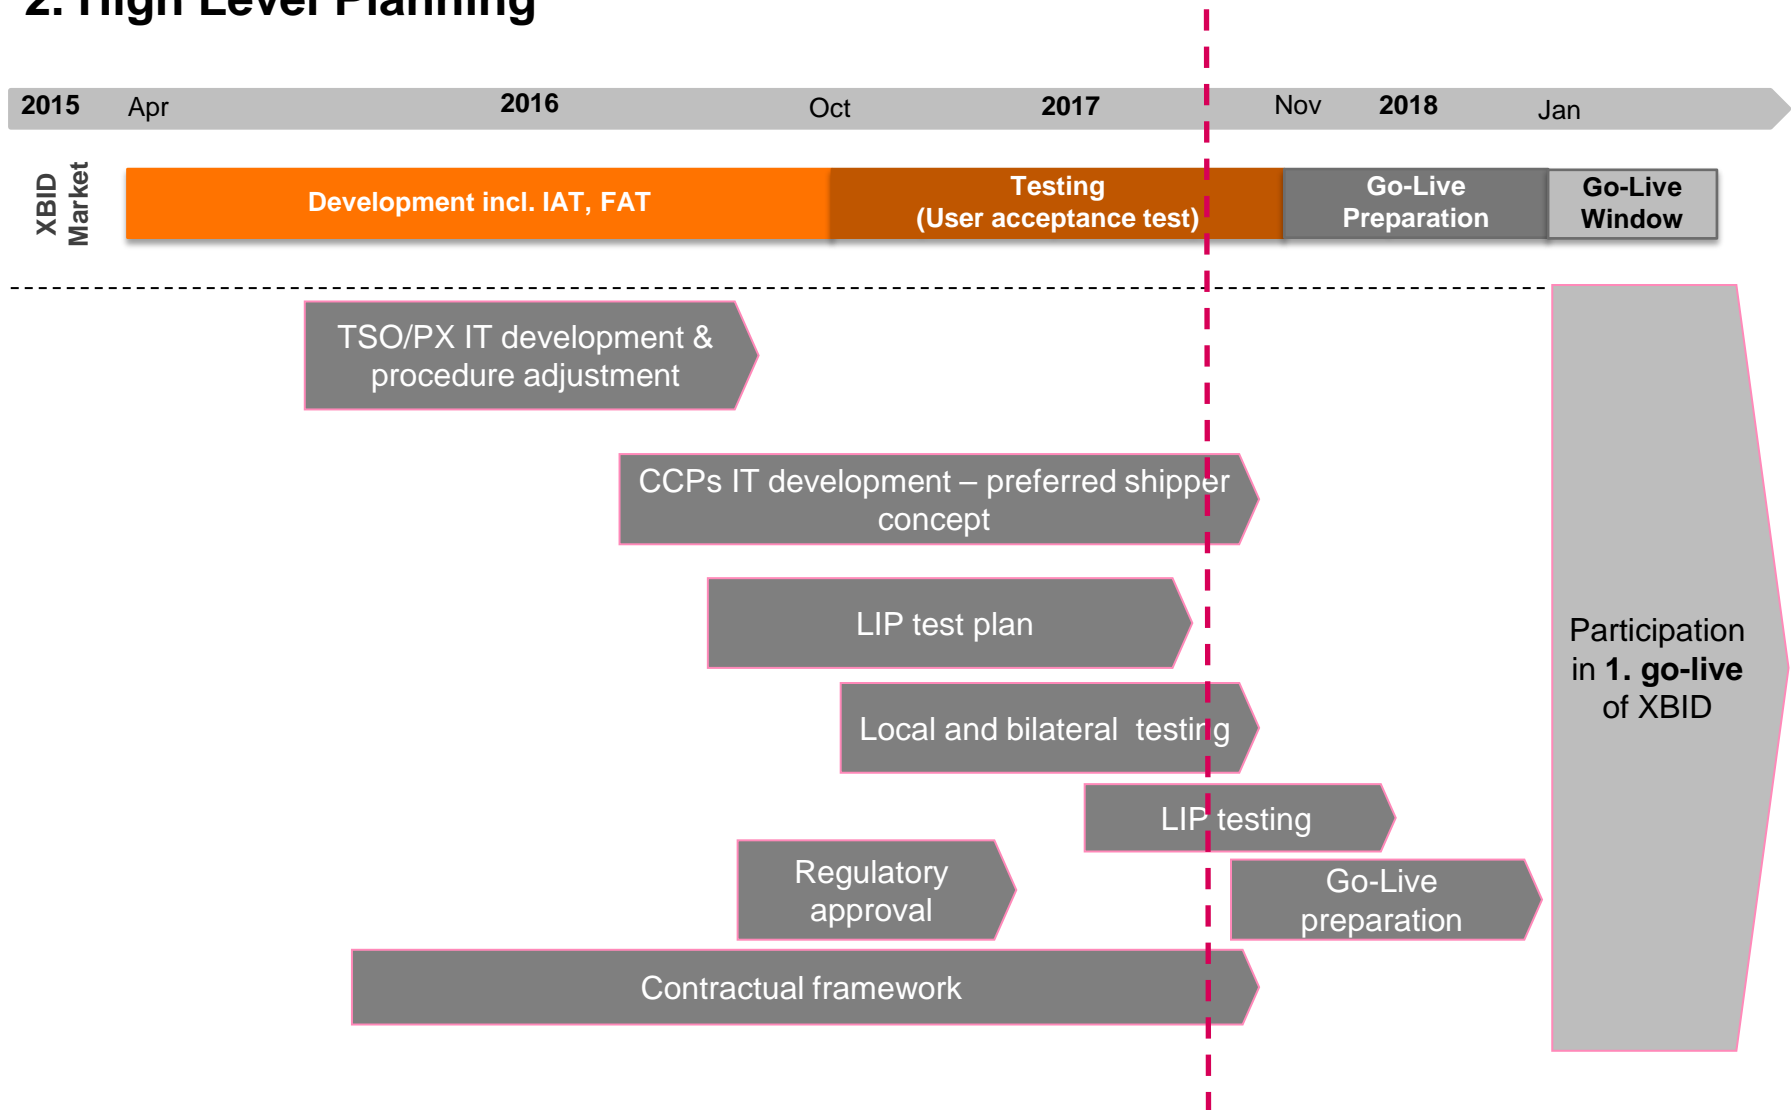 2. High Level Planning
2015 Apr 2016 Oct 2017 Nov 2018 Jan
XBID
Market
Development incl. IAT, FAT
Testing
(User acceptance test)
Go-Live
Preparation
Go-Live
Window
TSO/PX IT development &
procedure adjustment
CCPs IT development – preferred shipper
concept
LIP test plan
Local and bilateral testing
LIP testing
Regulatory
approval
Go-Live
preparation
Contractual framework
Participation
in 1. go-live
of XBID